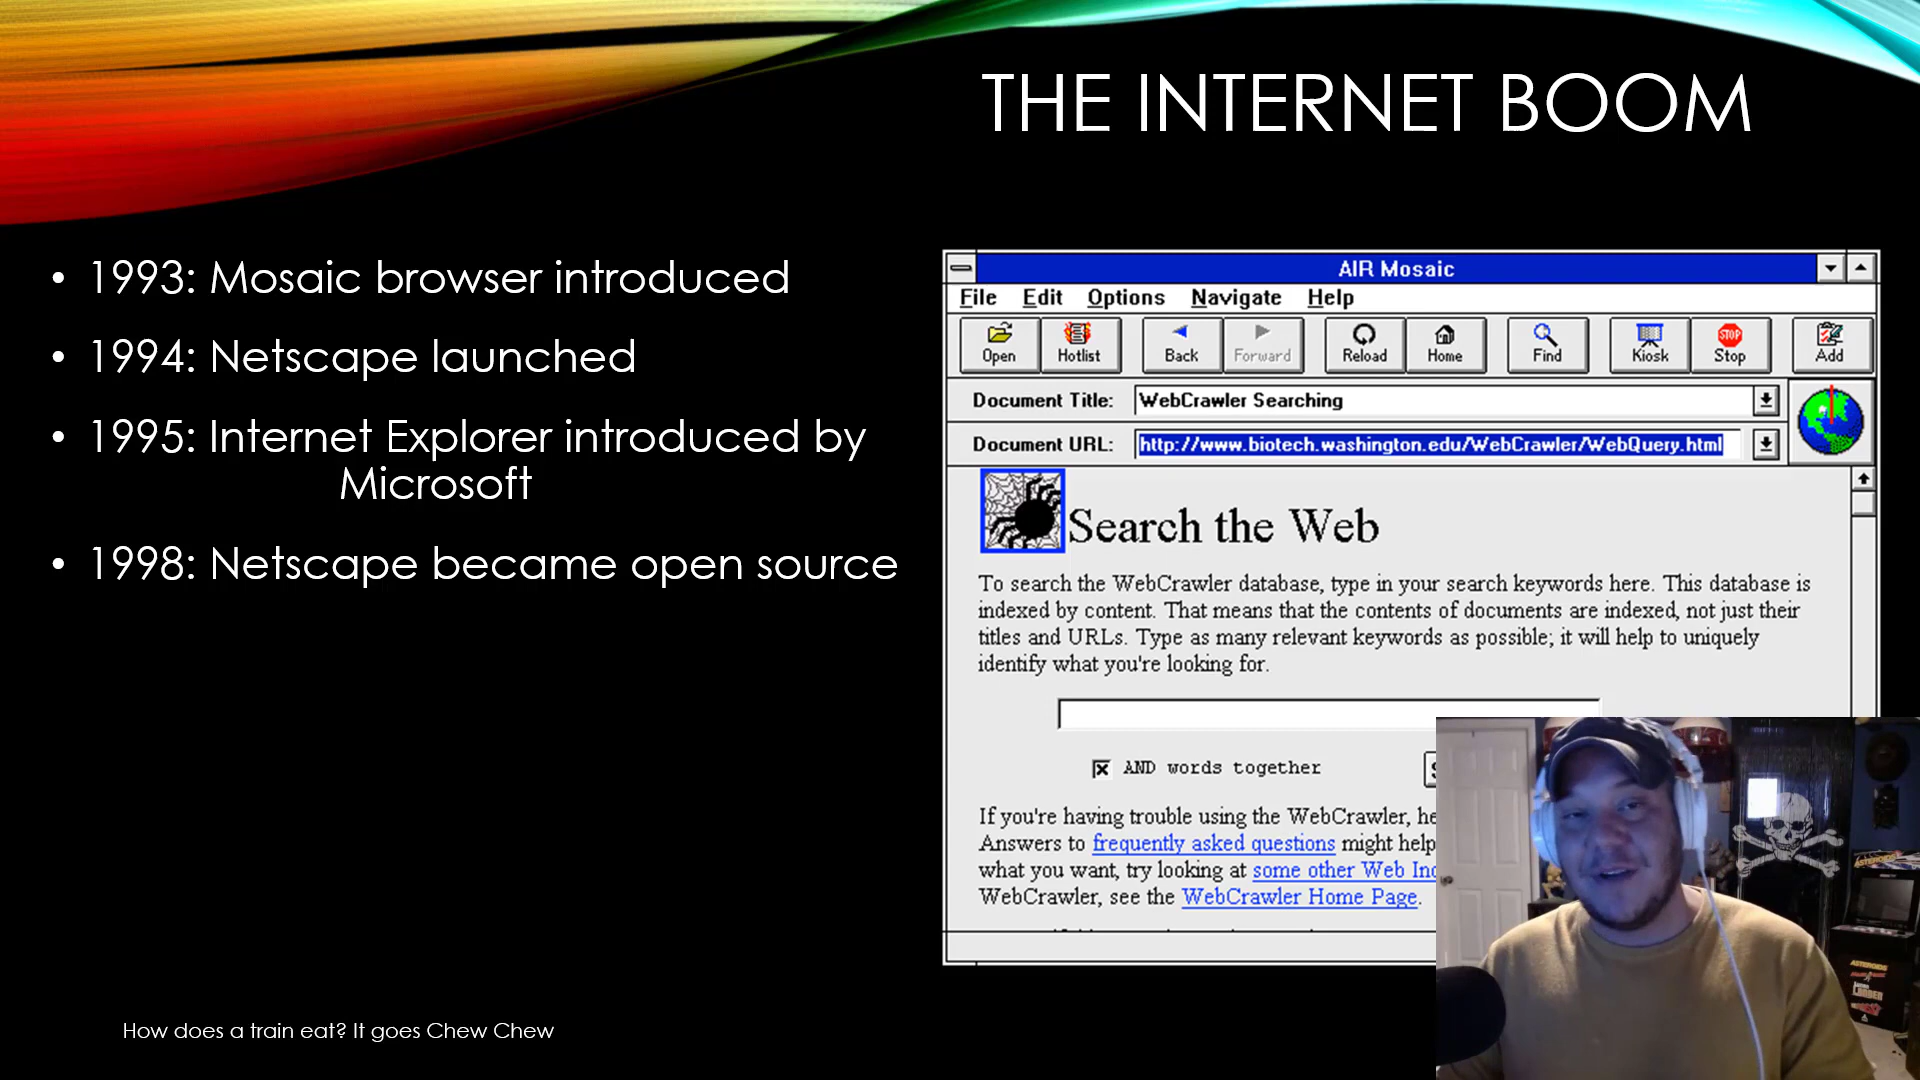 THE INTERNET BOOM
• 1993: Mosaic browser introduced
• 1994: Netscape launched
• 1995: Internet Explorer introduced by
Microsoft
• 1998: Netscape became open source
How does a train eat? It goes Chew Chew
AIR Mosaic
File Edit Options Navigate Help
Open Hotlist Back Forward Reload Home Find Kiosk Stop Add
STOP
Document Title: WebCrawler Searching
Document URL: http://www.biotech.washington.edu/WebCrawler/WebQuery.html
Search the Web
To search the WebCrawler database, type in your search keywords here. This database is
indexed by content. That means that the contents of documents are indexed, not just their
titles and URLs. Type as many relevant keywords as possible; it will help to uniquely
identify what you're looking for.
AND words together
If you're having trouble using the WebCrawler, he
Answers to frequently asked questions might help
what you want, try looking at some other Web In
WebCrawler, see the WebCrawler Home Page.
ASTEROIDS
ASTEROIDS